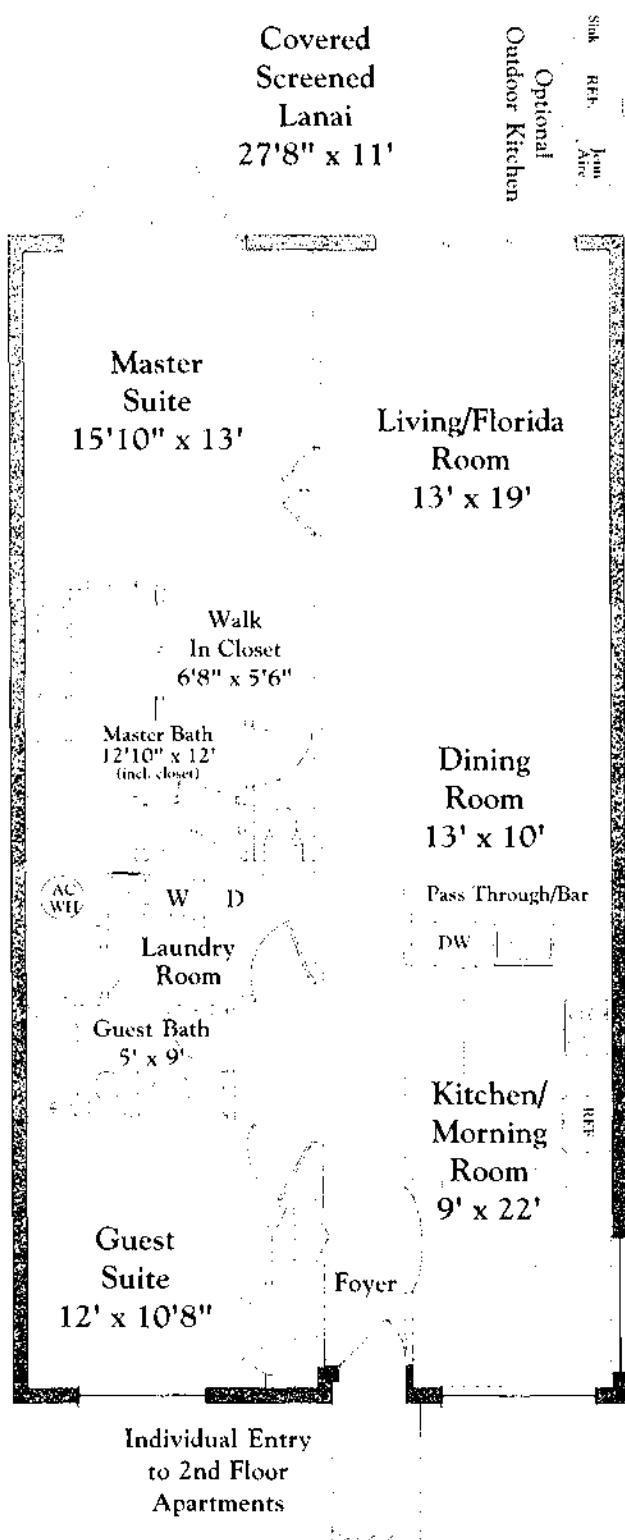 Covered
Screened
Lanai
27'8" x 11'
Optional
Outdoor Kitchen
Sink
REF.
Jenn
Aire
Master
Suite
15'10" x 13'
Living/Florida
Room
13' x 19'
Walk
In Closet
6'8" x 5'6"
Master Bath
12'10" x 12'
(incl. closet)
Dining
Room
13' x 10'
AC
WH
W
D
Pass Through/Bar
DW
Laundry
Room
Guest Bath
5' x 9'
Kitchen/
Morning
Room
9' x 22'
REF.
Guest
Suite
12' x 10'8"
Foyer
Individual Entry
to 2nd Floor
Apartments